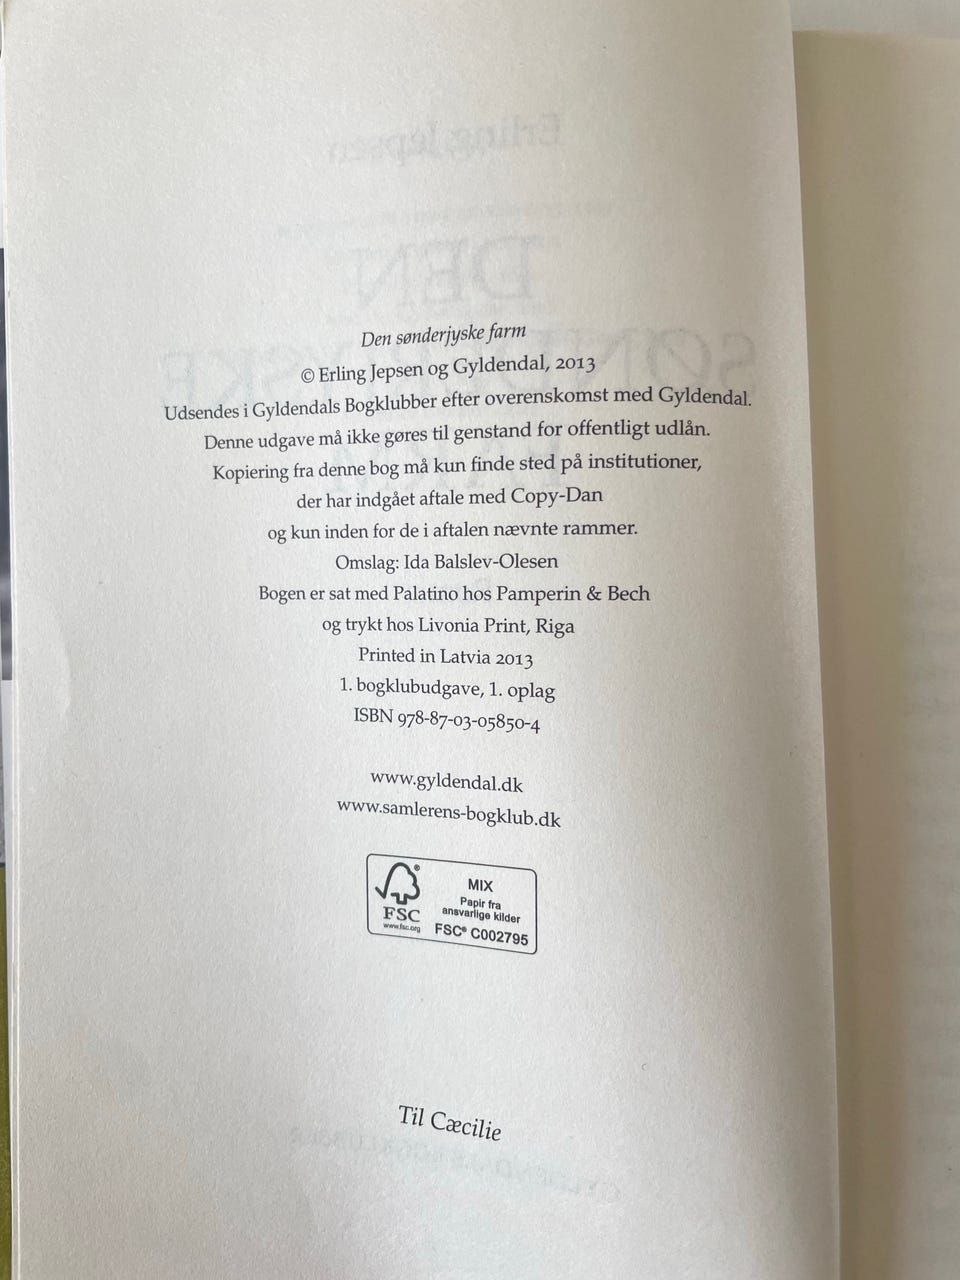 Den sønderjyske farm
© Erling Jepsen og Gyldendal, 2013
Udsendes i Gyldendals Bogklubber efter overenskomst med Gyldendal.
Denne udgave må ikke gøres til genstand for offentligt udlån.
Kopiering fra denne bog må kun finde sted på institutioner,
der har indgået aftale med Copy-Dan
og kun inden for de i aftalen nævnte rammer.
Omslag: Ida Balslev-Olesen
Bogen er sat med Palatino hos Pamperin & Bech
og trykt hos Livonia Print, Riga
Printed in Latvia 2013
1. bogklubudgave, 1. oplag
ISBN 978-87-03-05850-4
www.gyldendal.dk
www.samlerens-bogklub.dk
FSC
www.fsc.org
MIX
Papir fra
ansvarlige kilder
FSC® C002795
Til Cæcilie